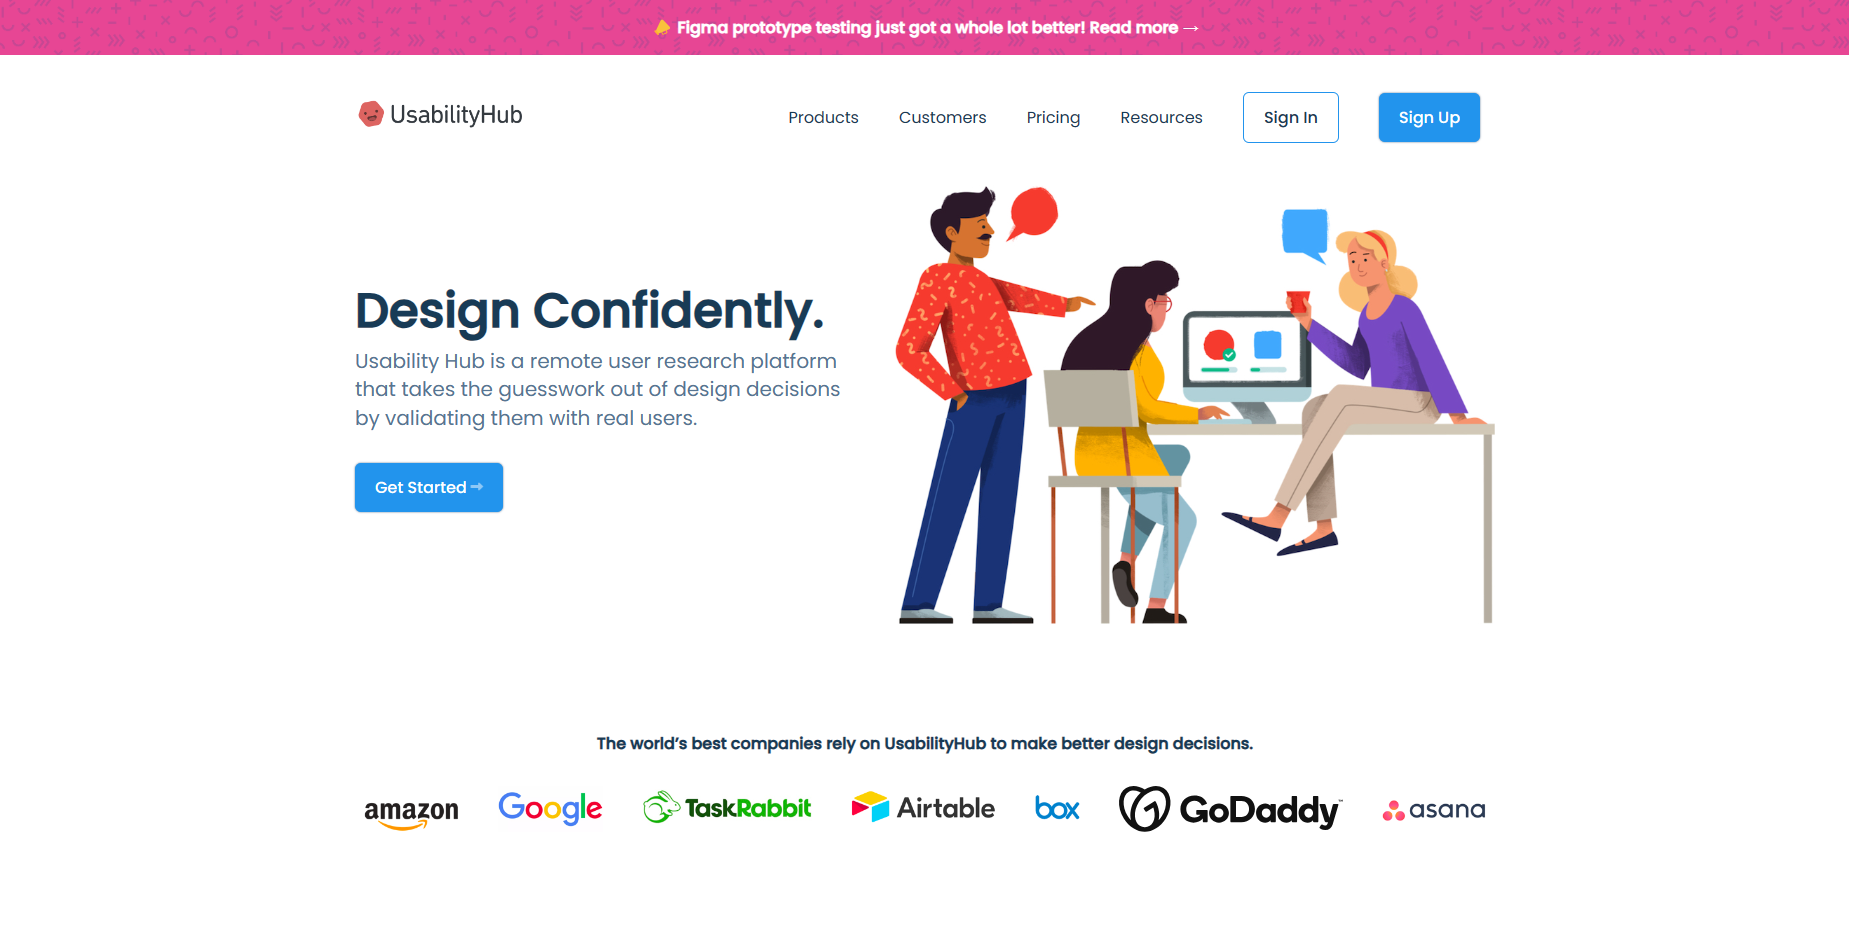 Figma prototype testing just got a whole lot better! Read more →
UsabilityHub
Products
Customers
Pricing
Resources
Sign In
Sign Up
Design Confidently.
Usability Hub is a remote user research platform
that takes the guesswork out of design decisions
by validating them with real users.
Get Started →
The world’s best companies rely on UsabilityHub to make better design decisions.
amazon
Google
TaskRabbit
Airtable
box
GoDaddy™
asana